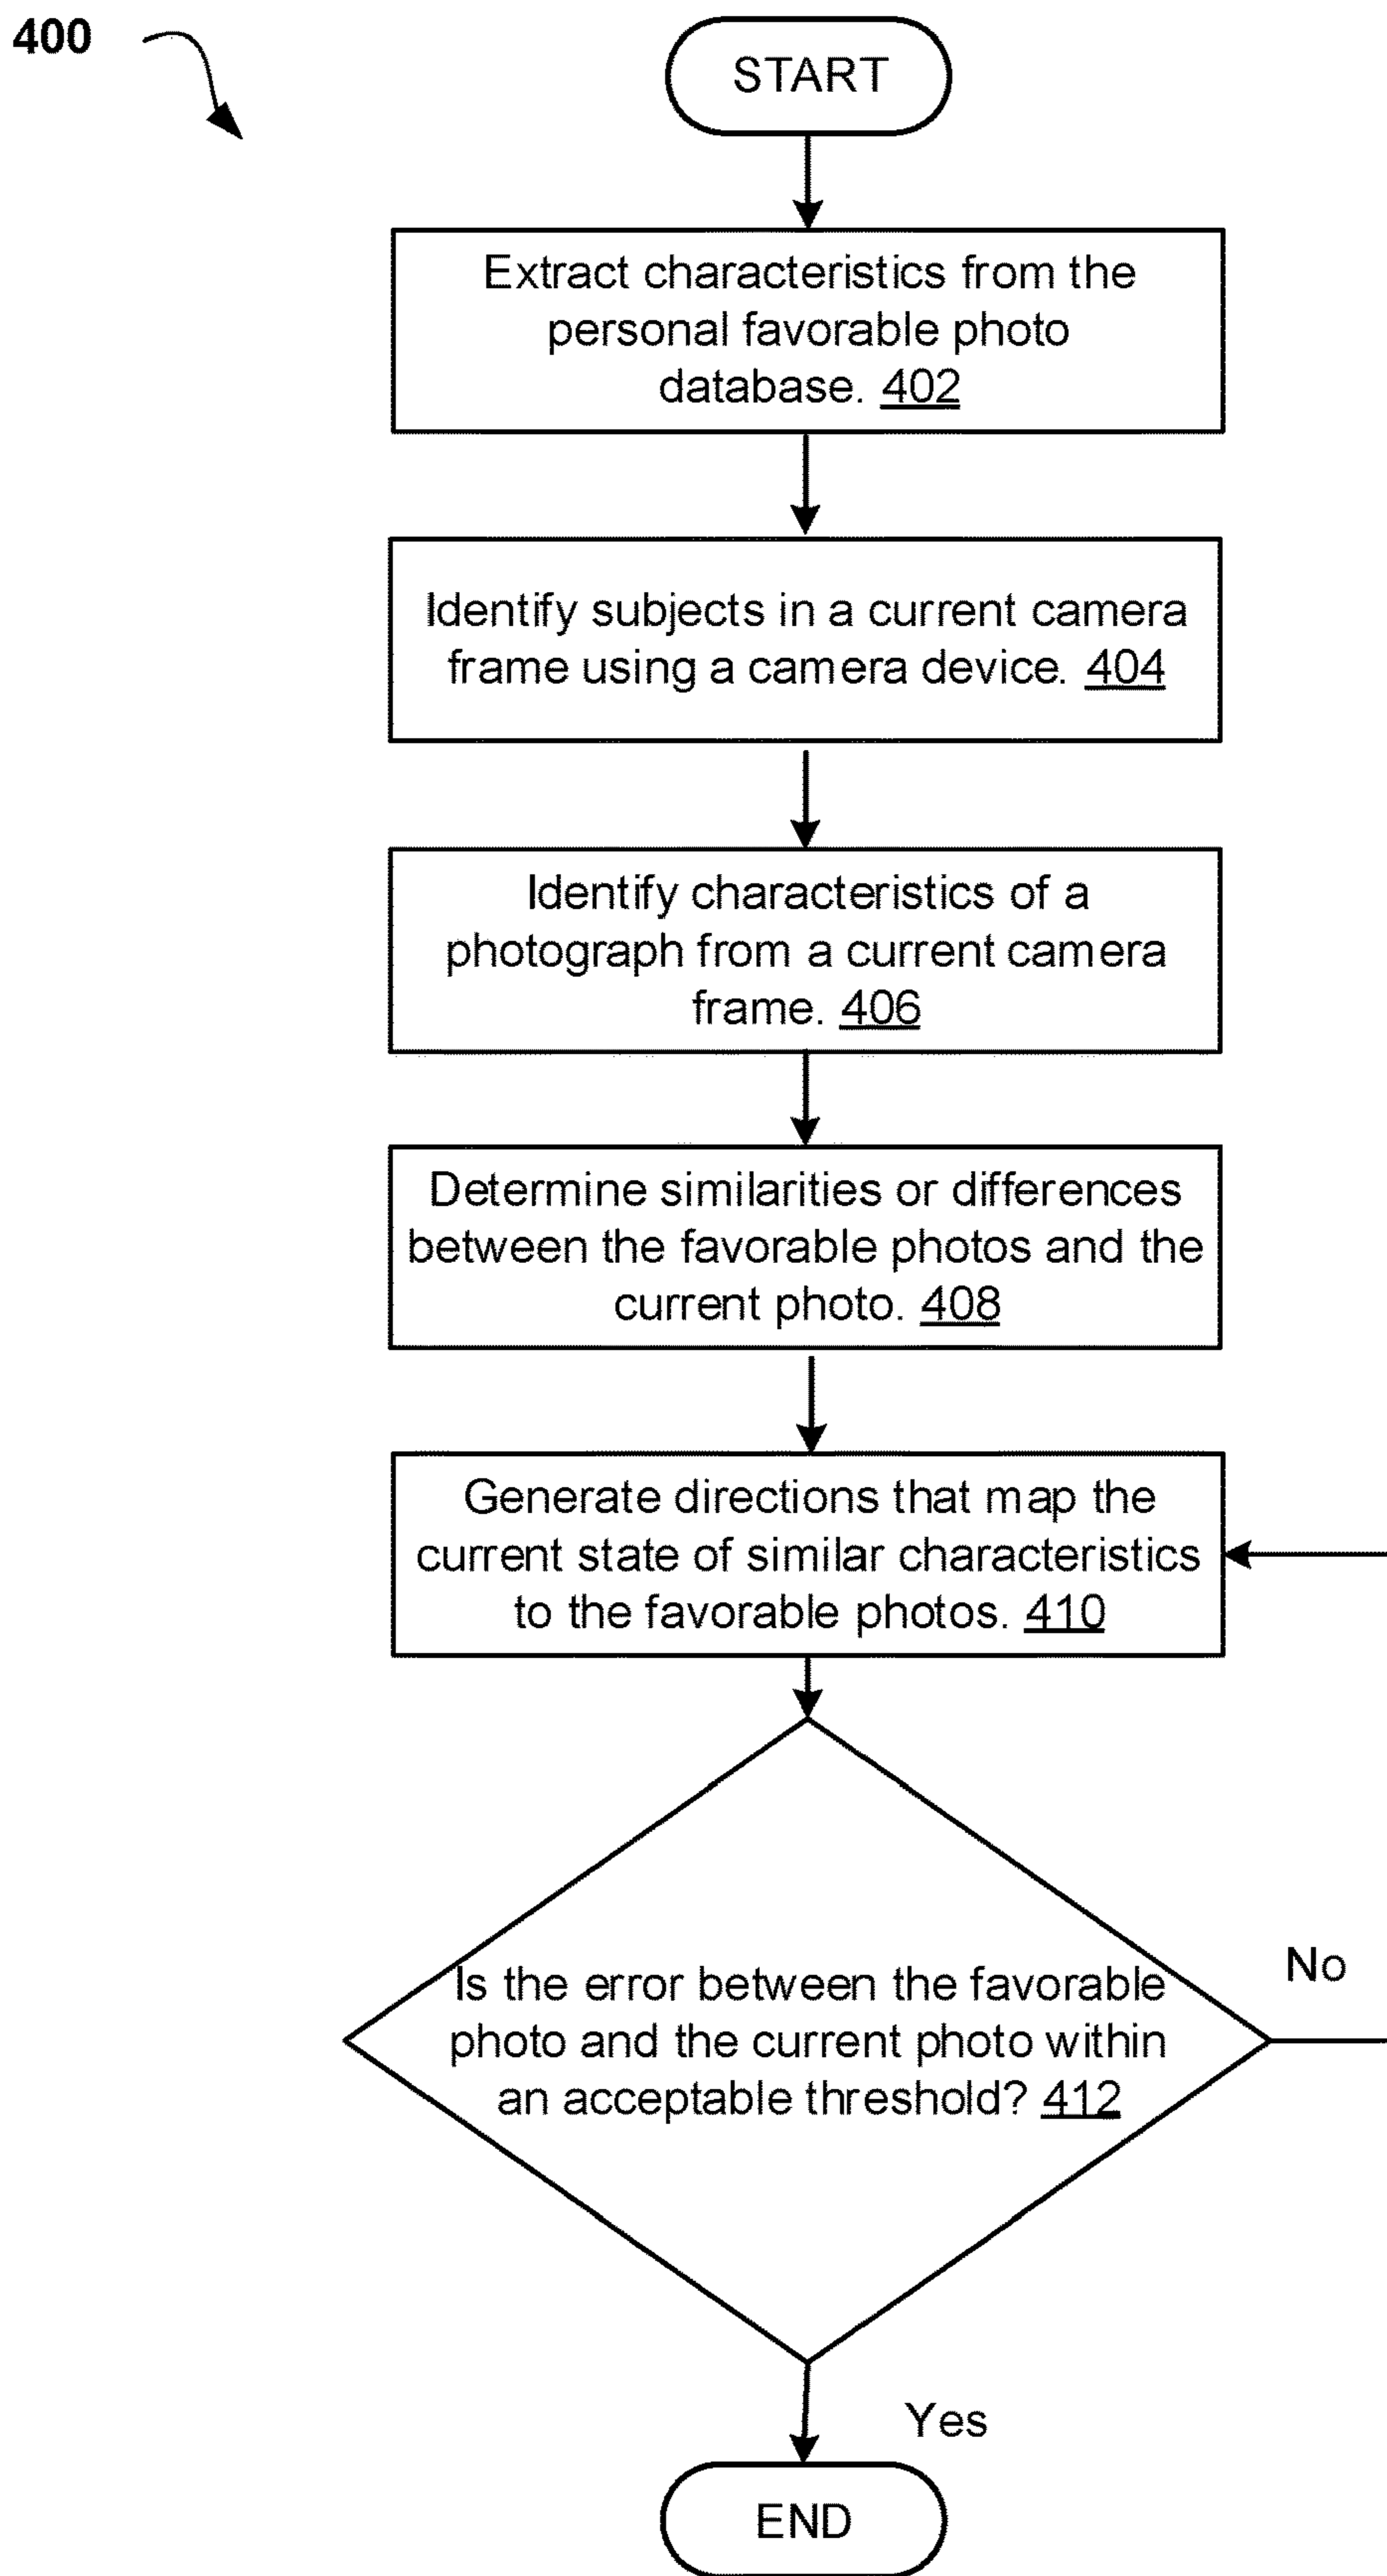 400
START
Extract characteristics from the
personal favorable photo
database. 402
Identify subjects in a current camera
frame using a camera device. 404
Identify characteristics of a
photograph from a current camera
frame. 406
Determine similarities or differences
between the favorable photos and the
current photo. 408
Generate directions that map the
current state of similar characteristics
to the favorable photos. 410
Is the error between the favorable
photo and the current photo within
an acceptable threshold? 412
No
Yes
END